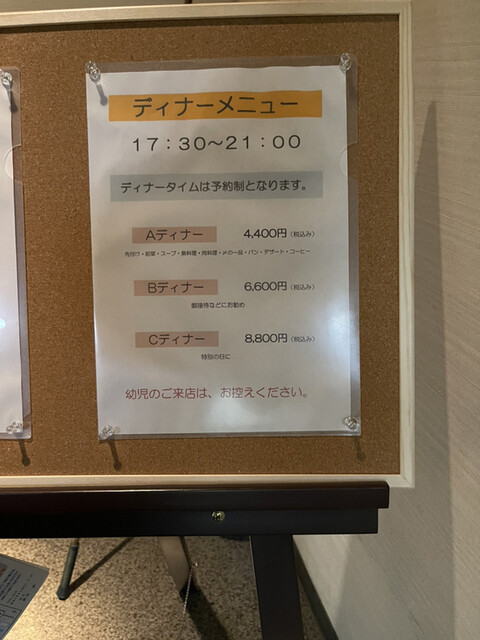 ディナーメニュー
17：30～21：00
ディナータイムは予約制となります。
Aディナー 4,400円（税込み）
先付け・前菜・スープ・魚料理・肉料理・〆の一品・パン・デザート・コーヒー
Bディナー 6,600円（税込み）
御接待などにお勧め
Cディナー 8,800円（税込み）
特別の日に
幼児のご来店は、お控えください。